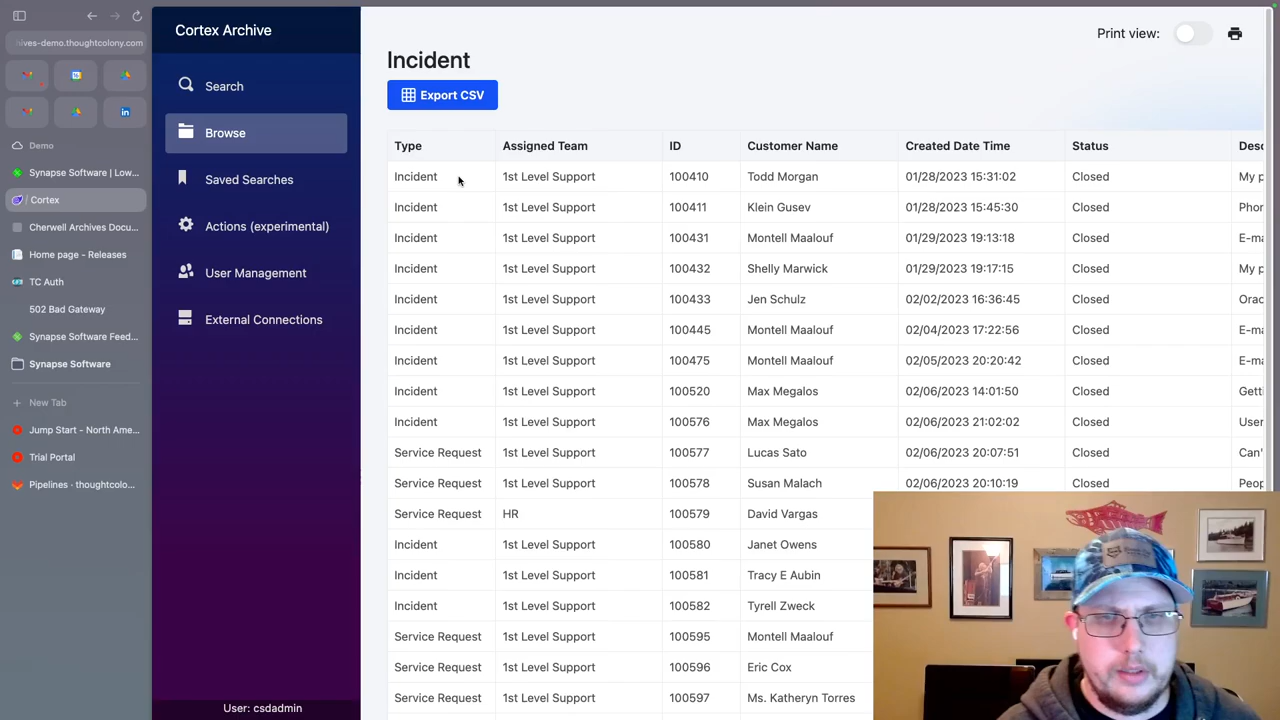 hives-demo.thoughtcolony.com
Demo
Synapse Software | Low...
/ Cortex
Cherwell Archives Docu...
Home page - Releases
TC Auth
502 Bad Gateway
Synapse Software Feed...
Synapse Software
New Tab
Jump Start - North Ame...
Trial Portal
Pipelines · thoughtcolo...
Cortex Archive
Search
Browse
Saved Searches
Actions (experimental)
User Management
External Connections
User: csdadmin
Print view:
Incident
Export CSV
Type Assigned Team ID Customer Name Created Date Time Status Desc
Incident 1st Level Support 100410 Todd Morgan 01/28/2023 15:31:02 Closed My p
Incident 1st Level Support 100411 Klein Gusev 01/28/2023 15:45:30 Closed Phor
Incident 1st Level Support 100431 Montell Maalouf 01/29/2023 19:13:18 Closed E-ma
Incident 1st Level Support 100432 Shelly Marwick 01/29/2023 19:17:15 Closed My p
Incident 1st Level Support 100433 Jen Schulz 02/02/2023 16:36:45 Closed Orac
Incident 1st Level Support 100445 Montell Maalouf 02/04/2023 17:22:56 Closed E-ma
Incident 1st Level Support 100475 Montell Maalouf 02/05/2023 20:20:42 Closed E-ma
Incident 1st Level Support 100520 Max Megalos 02/06/2023 14:01:50 Closed Getti
Incident 1st Level Support 100576 Max Megalos 02/06/2023 21:02:02 Closed User
Service Request 1st Level Support 100577 Lucas Sato 02/06/2023 20:07:51 Closed Can'
Service Request 1st Level Support 100578 Susan Malach 02/06/2023 20:10:19 Closed Peop
Service Request HR 100579 David Vargas
Incident 1st Level Support 100580 Janet Owens
Incident 1st Level Support 100581 Tracy E Aubin
Incident 1st Level Support 100582 Tyrell Zweck
Service Request 1st Level Support 100595 Montell Maalouf
Service Request 1st Level Support 100596 Eric Cox
Service Request 1st Level Support 100597 Ms. Katheryn Torres